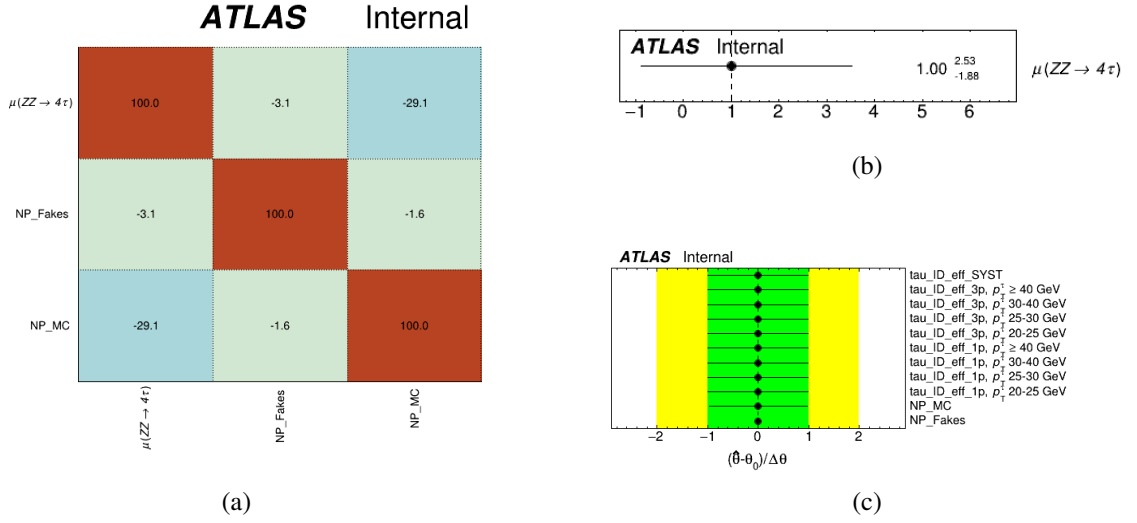 ATLAS Internal
μ(ZZ → 4τ)
100.0
-3.1
-29.1
NP_Fakes
-3.1
100.0
-1.6
NP_MC
-29.1
-1.6
100.0
μ(ZZ → 4τ)
NP_Fakes
NP_MC
(a)
ATLAS Internal
1.00 2.53 -1.88
μ(ZZ → 4τ)
−1 0 1 2 3 4 5 6
(b)
ATLAS Internal
tau_ID_eff_SYST
tau_ID_eff_3p, p_T^τ ≥ 40 GeV
tau_ID_eff_3p, p_T^τ 30-40 GeV
tau_ID_eff_3p, p_T^τ 25-30 GeV
tau_ID_eff_3p, p_T^τ 20-25 GeV
tau_ID_eff_1p, p_T^τ ≥ 40 GeV
tau_ID_eff_1p, p_T^τ 30-40 GeV
tau_ID_eff_1p, p_T^τ 25-30 GeV
tau_ID_eff_1p, p_T^τ 20-25 GeV
NP_MC
NP_Fakes
−2 −1 0 1 2
(θ̂-θ₀)/Δθ
(c)